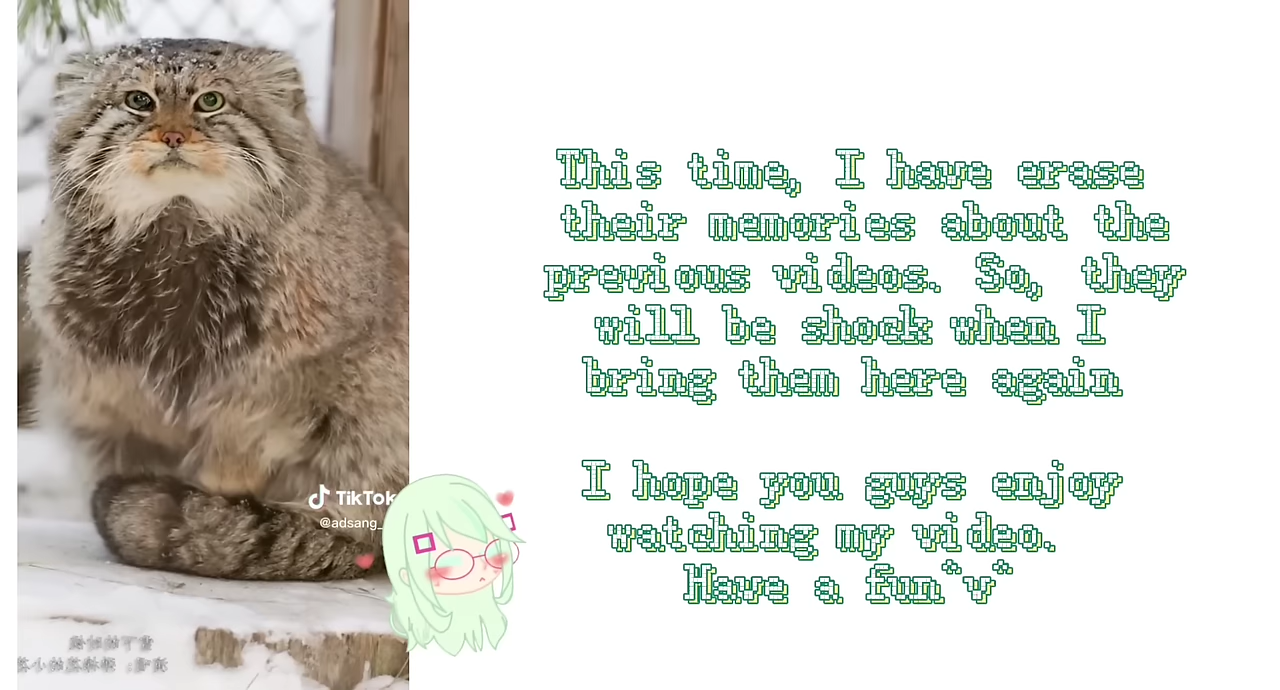 This time, I have erase
their memories about the
previous videos. So, they
will be shock when I
bring them here again
I hope you guys enjoy
watching my video.
Have a fun^v^
TikTok
@adsang_